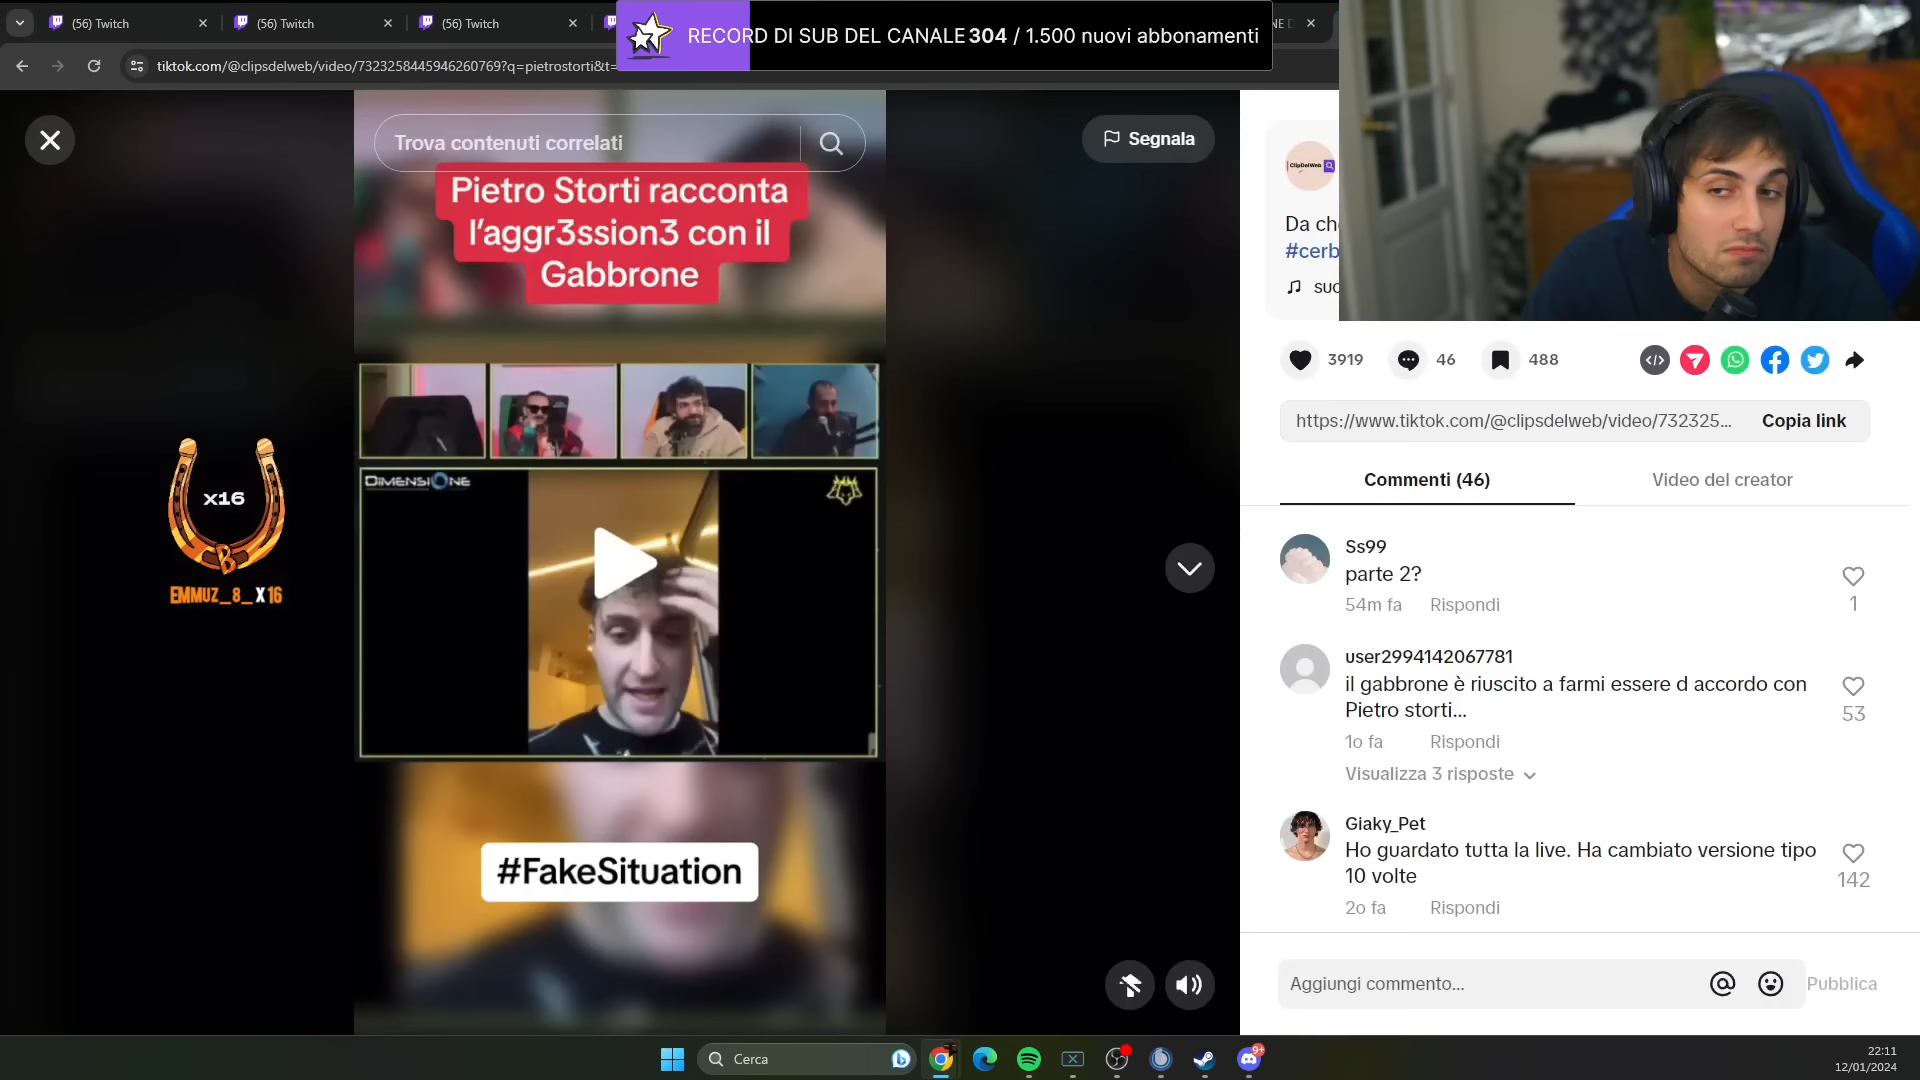 (56) Twitch
(56) Twitch
(56) Twitch
RECORD DI SUB DEL CANALE 304 / 1.500 nuovi abbonamenti
tiktok.com/@clipsdelweb/video/7323258445946260769?q=pietrostorti&t=
Trova contenuti correlati
Segnala
Pietro Storti racconta
l'aggr3ssion3 con il
Gabbrone
DIMENSIONE
x16
EMMUZ_8_ X16
#FakeSituation
ClipDelWeb
Da ch
#cerb
suo
3919
46
488
https://www.tiktok.com/@clipsdelweb/video/732325...
Copia link
Commenti (46)
Video del creator
Ss99
parte 2?
54m fa
Rispondi
1
user2994142067781
il gabbrone è riuscito a farmi essere d accordo con
Pietro storti...
53
1o fa
Rispondi
Visualizza 3 risposte
Giaky_Pet
Ho guardato tutta la live. Ha cambiato versione tipo
10 volte
142
2o fa
Rispondi
Aggiungi commento...
Pubblica
Cerca
9+
22:11
12/01/2024